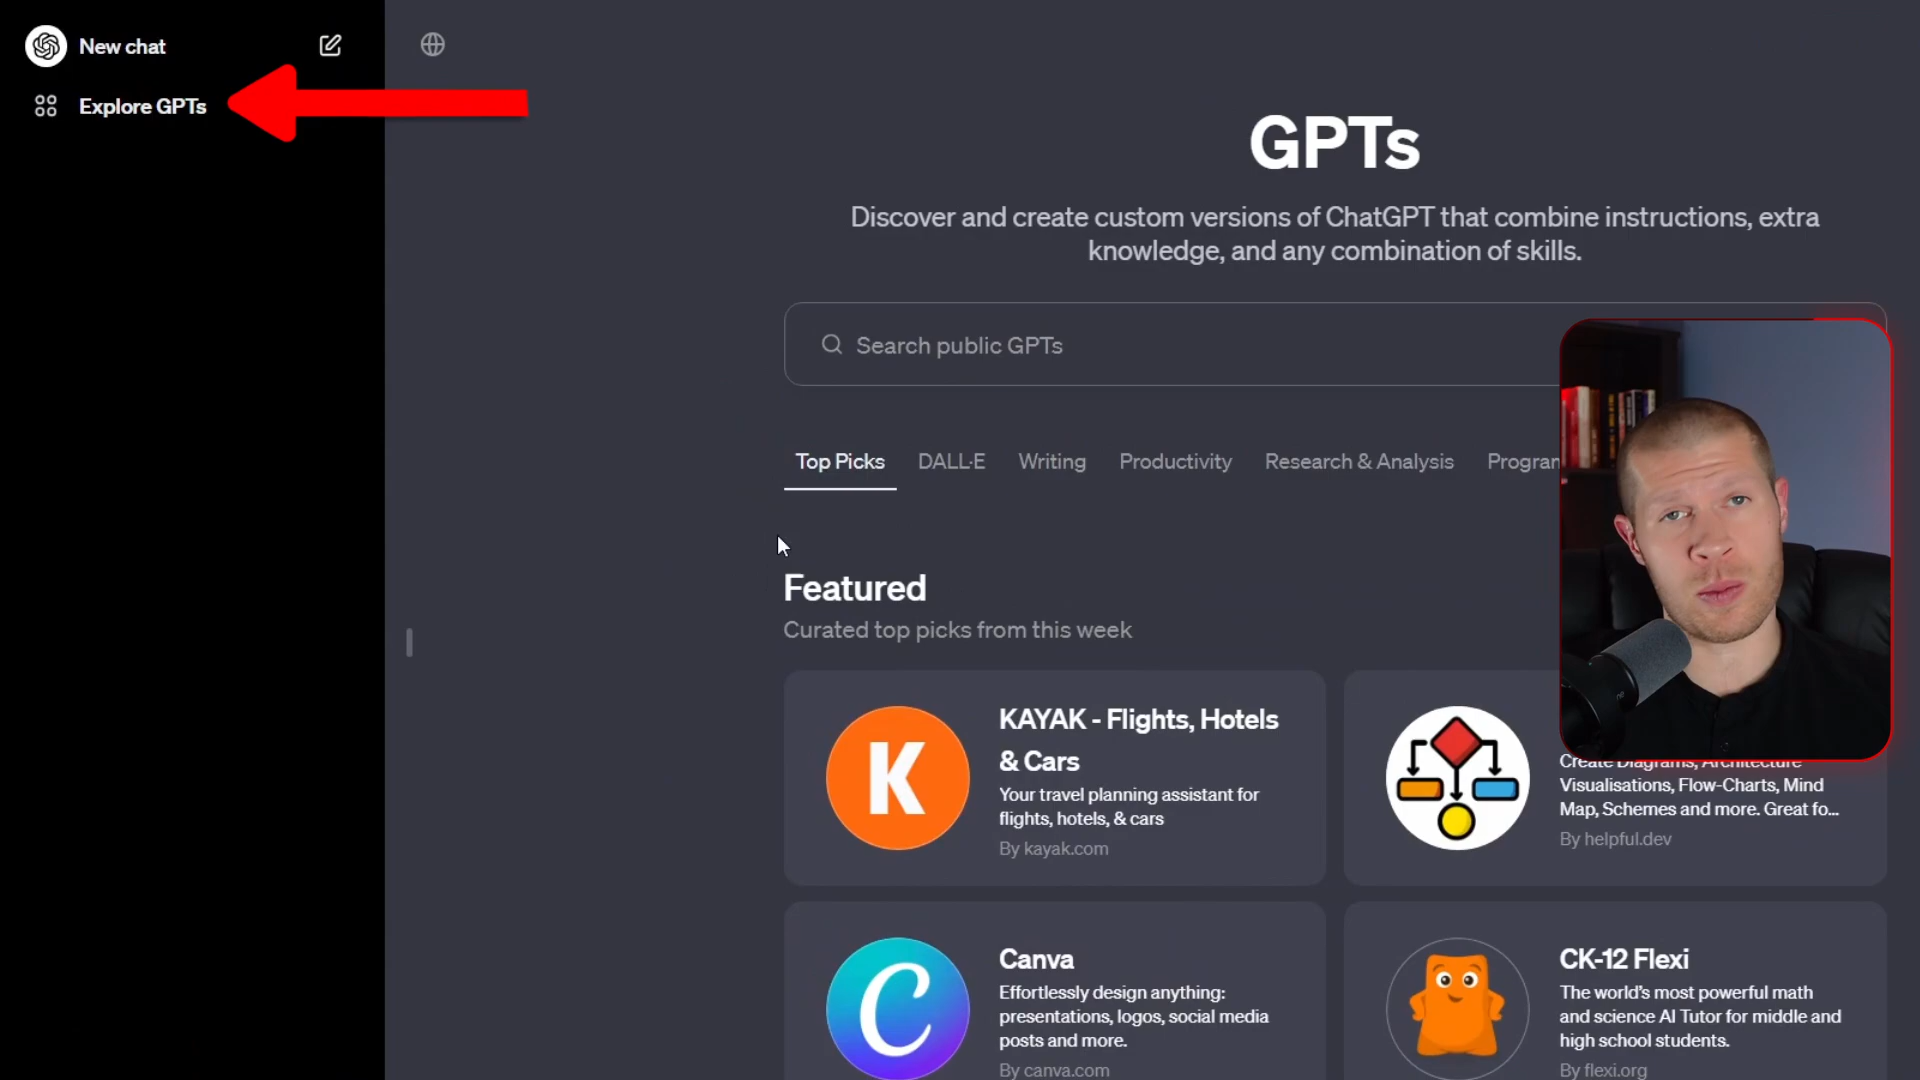 New chat
Explore GPTs
GPTs
Discover and create custom versions of ChatGPT that combine instructions, extra
knowledge, and any combination of skills.
Search public GPTs
Top Picks
DALL·E
Writing
Productivity
Research & Analysis
Program
Featured
Curated top picks from this week
K
KAYAK - Flights, Hotels
& Cars
Your travel planning assistant for
flights, hotels, & cars
By kayak.com
Create Diagrams, Architecture
Visualisations, Flow-Charts, Mind
Map, Schemes and more. Great fo...
By helpful.dev
C
Canva
Effortlessly design anything:
presentations, logos, social media
posts and more.
By canva.com
CK-12 Flexi
The world's most powerful math
and science AI Tutor for middle and
high school students.
By flexi.org